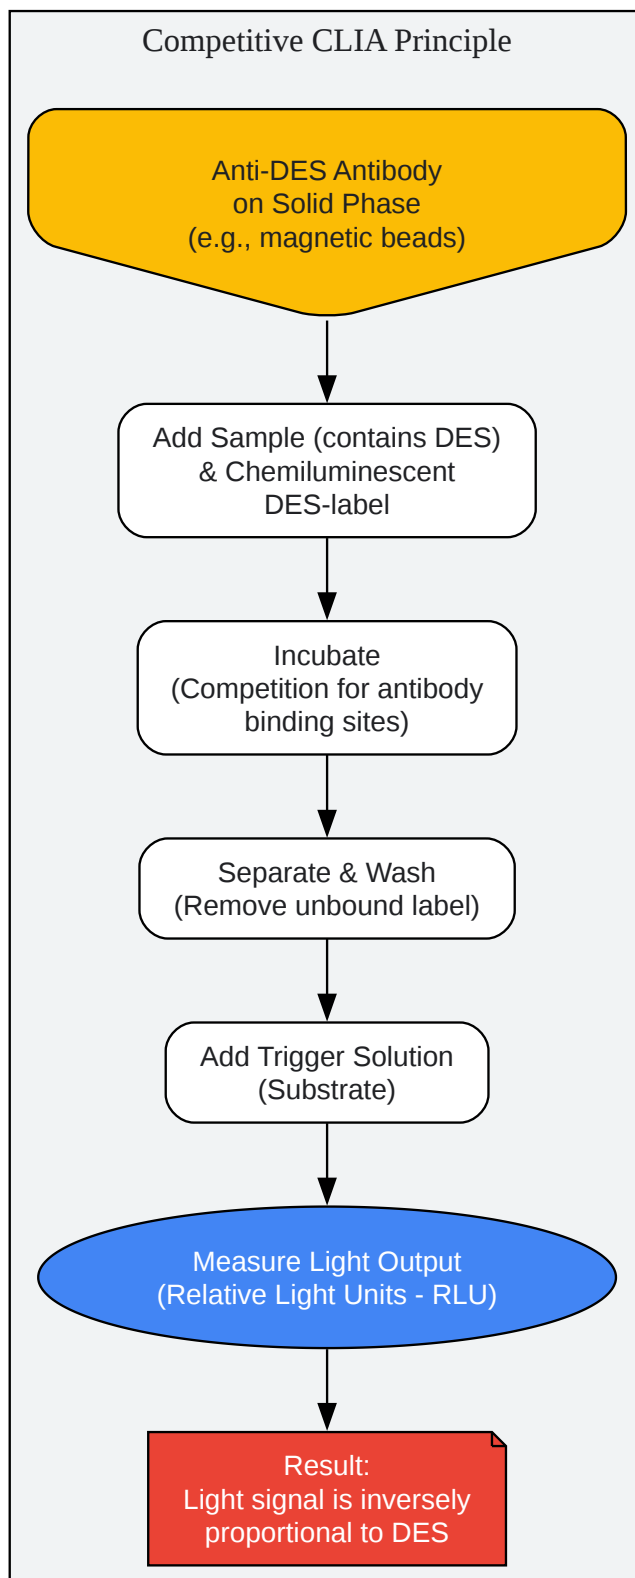 Competitive CLIA Principle
Anti-DES Antibody
on Solid Phase
(e.g., magnetic beads)
Add Sample (contains DES)
& Chemiluminescent
DES-label
Incubate
(Competition for antibody
binding sites)
Separate & Wash
(Remove unbound label)
Add Trigger Solution
(Substrate)
Measure Light Output
(Relative Light Units - RLU)
Result:
Light signal is inversely
proportional to DES